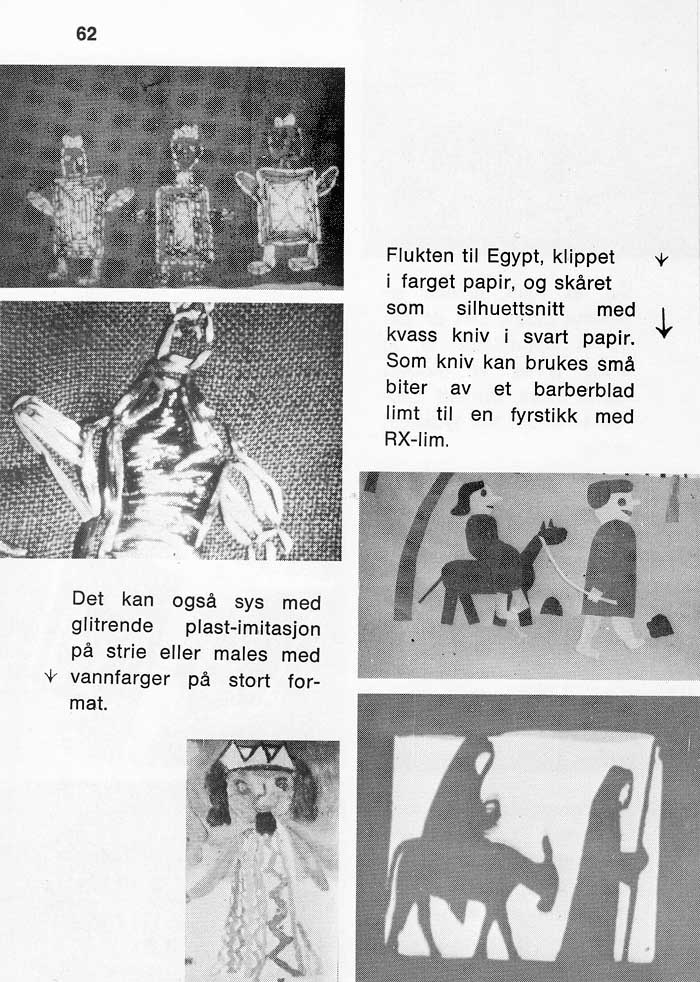 62
Flukten til Egypt, klippet
i farget papir, og skåret
som silhuettsnitt med
kvass kniv i svart papir.
Som kniv kan brukes små
biter av et barberblad
limt til en fyrstikk med
RX-lim.
Det kan også sys med
glitrende plast-imitasjon
på strie eller males med
vannfarger på stort for-
mat.